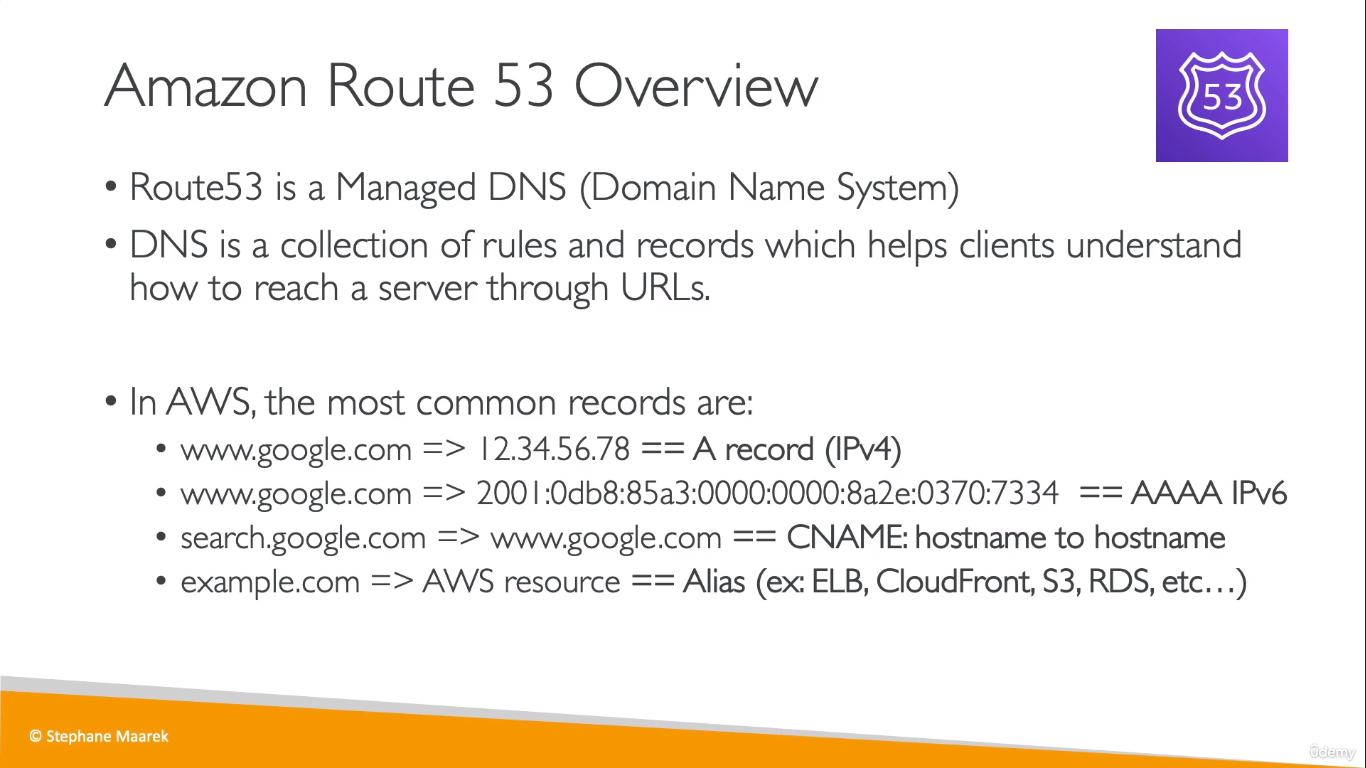 Amazon Route 53 Overview
53
• Route53 is a Managed DNS (Domain Name System)
• DNS is a collection of rules and records which helps clients understand
how to reach a server through URLs.
• In AWS, the most common records are:
• www.google.com => 12.34.56.78 == A record (IPv4)
• www.google.com => 2001:0db8:85a3:0000:0000:8a2e:0370:7334 == AAAA IPv6
• search.google.com => www.google.com == CNAME: hostname to hostname
• example.com => AWS resource == Alias (ex: ELB, CloudFront, S3, RDS, etc…)
© Stephane Maarek
ûdemy